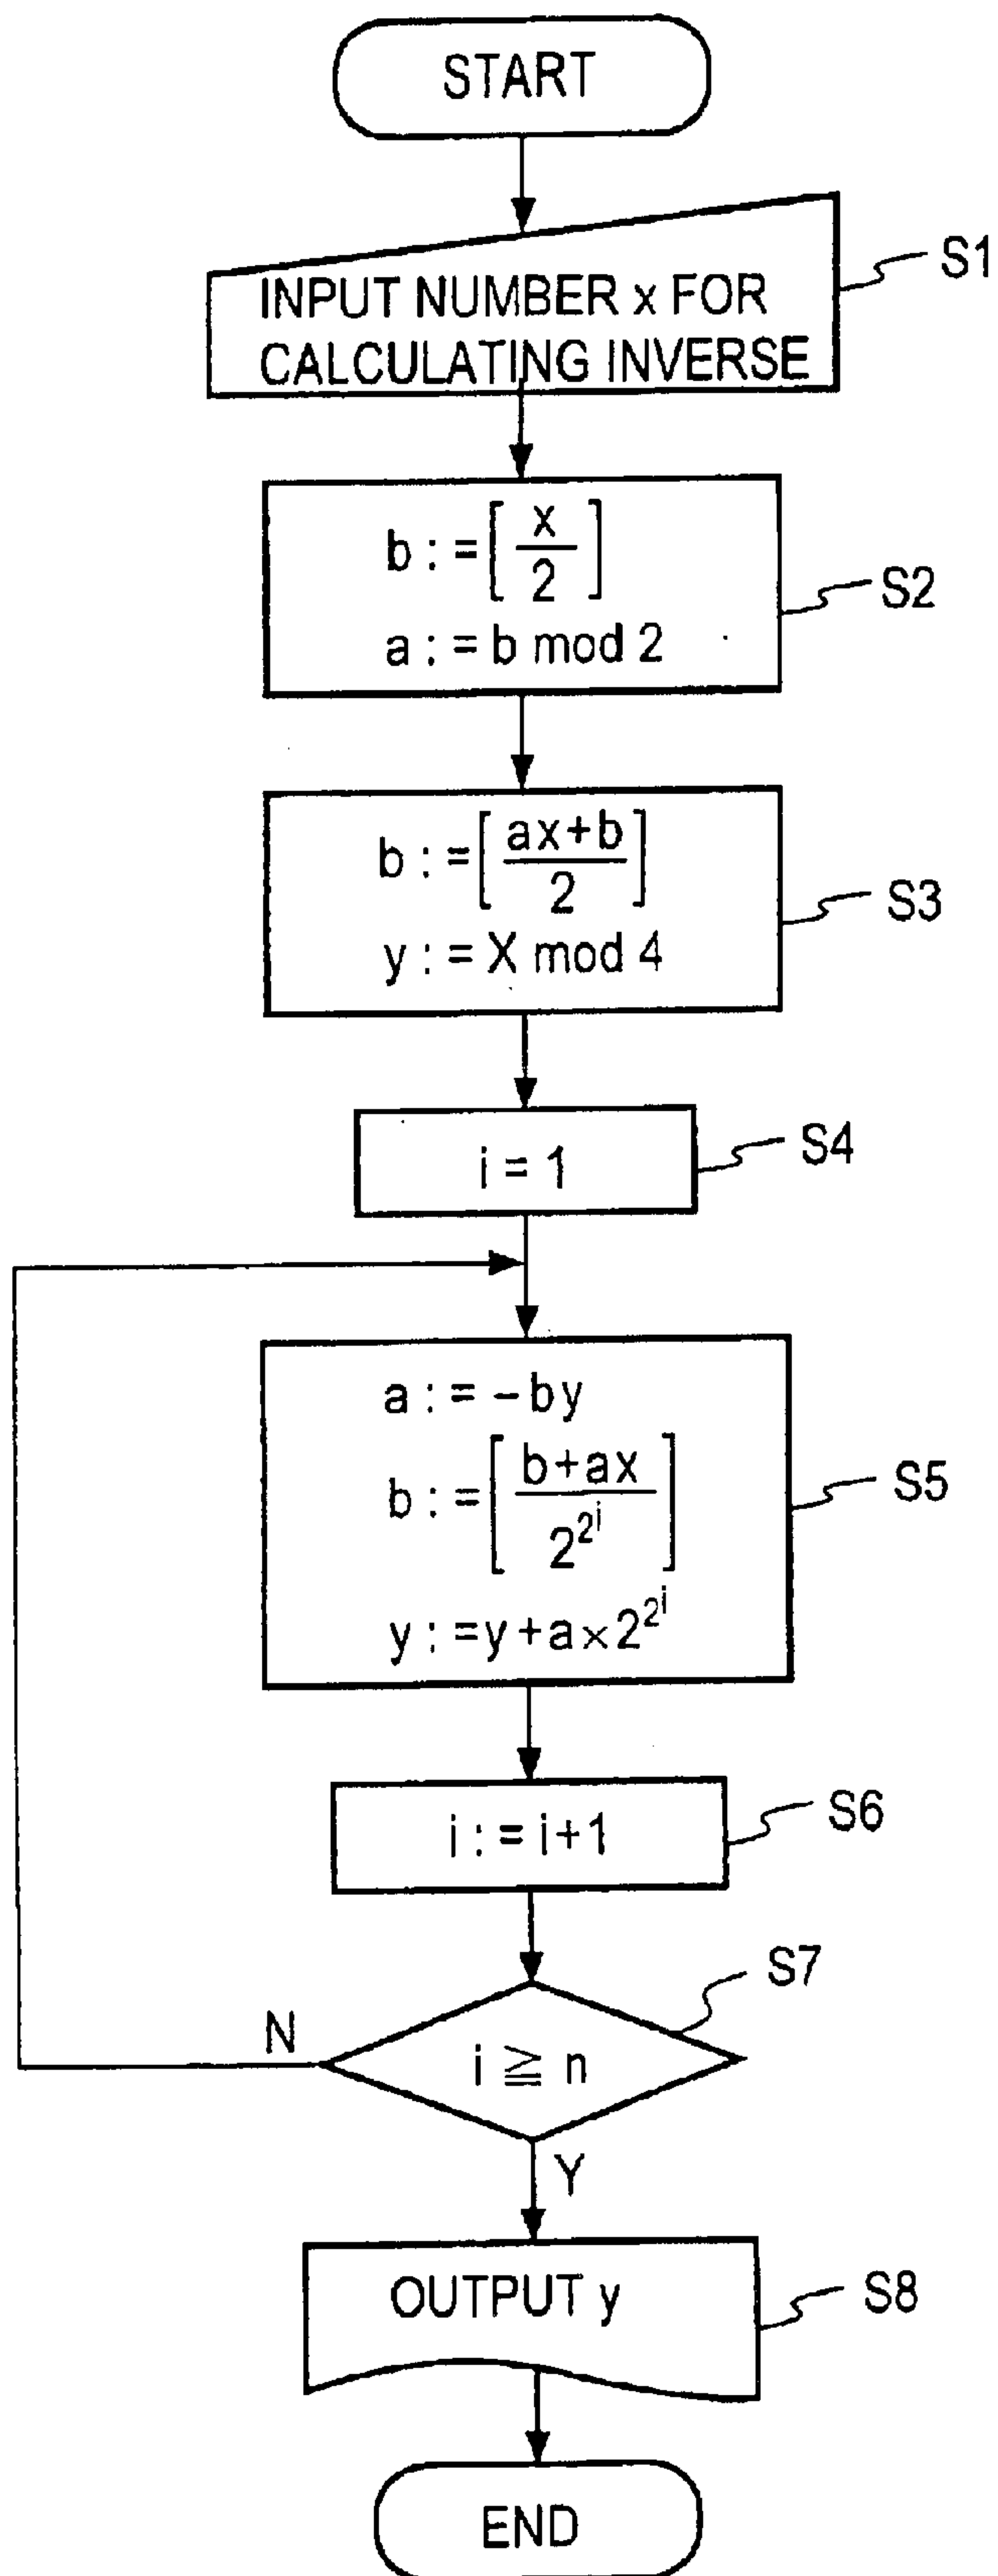 START
INPUT NUMBER x FOR
CALCULATING INVERSE
S1
b := [x/2]
a := b mod 2
S2
b := [ax+b/2]
y := X mod 4
S3
i = 1
S4
a := -by
b := [b+ax/2^2^i]
y := y+a×2^2^i
S5
i := i+1
S6
S7
N
i ≧ n
Y
OUTPUT y
S8
END